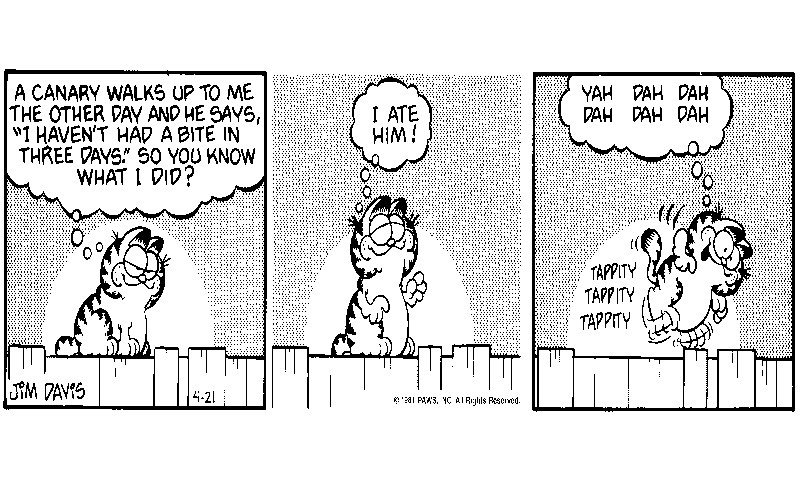 A CANARY WALKS UP TO ME
THE OTHER DAY AND HE SAYS,
"I HAVEN'T HAD A BITE IN
THREE DAYS." SO YOU KNOW
WHAT I DID?
JIM DAVIS
4-21
I ATE
HIM!
© 1981 PAWS, INC. All Rights Reserved.
YAH DAH DAH
DAH DAH DAH
TAPPITY
TAPPITY
TAPPITY